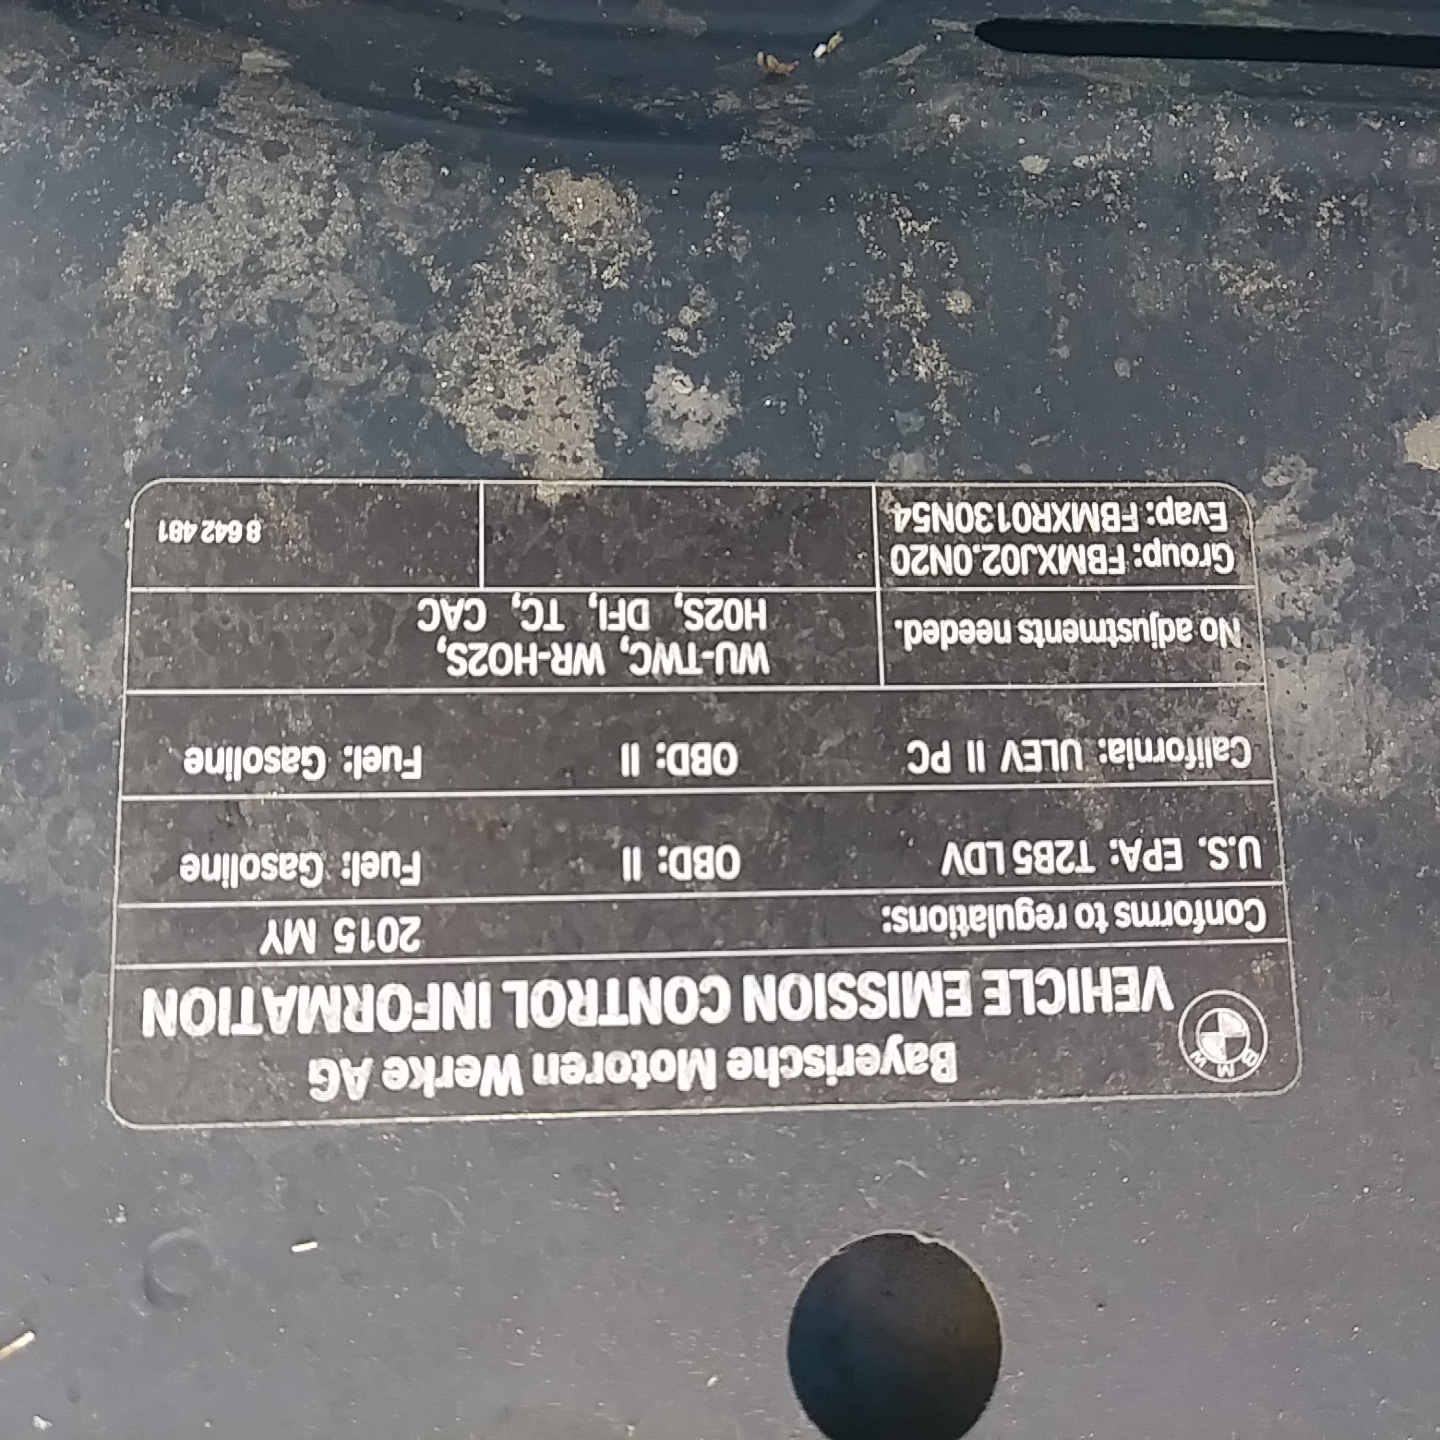 BMW
Bayerische Motoren Werke AG
VEHICLE EMISSION CONTROL INFORMATION
Conforms to regulations: 2015 MY
U.S. EPA: T2B5 LDV OBD: II Fuel: Gasoline
California: ULEV II PC OBD: II Fuel: Gasoline
No adjustments needed.
WU-TWC, WR-HO2S,
HO2S, DFI, TC, CAC
Group: FBMXJ02.0N20
Evap: FBMXR0130N54
8 642 481